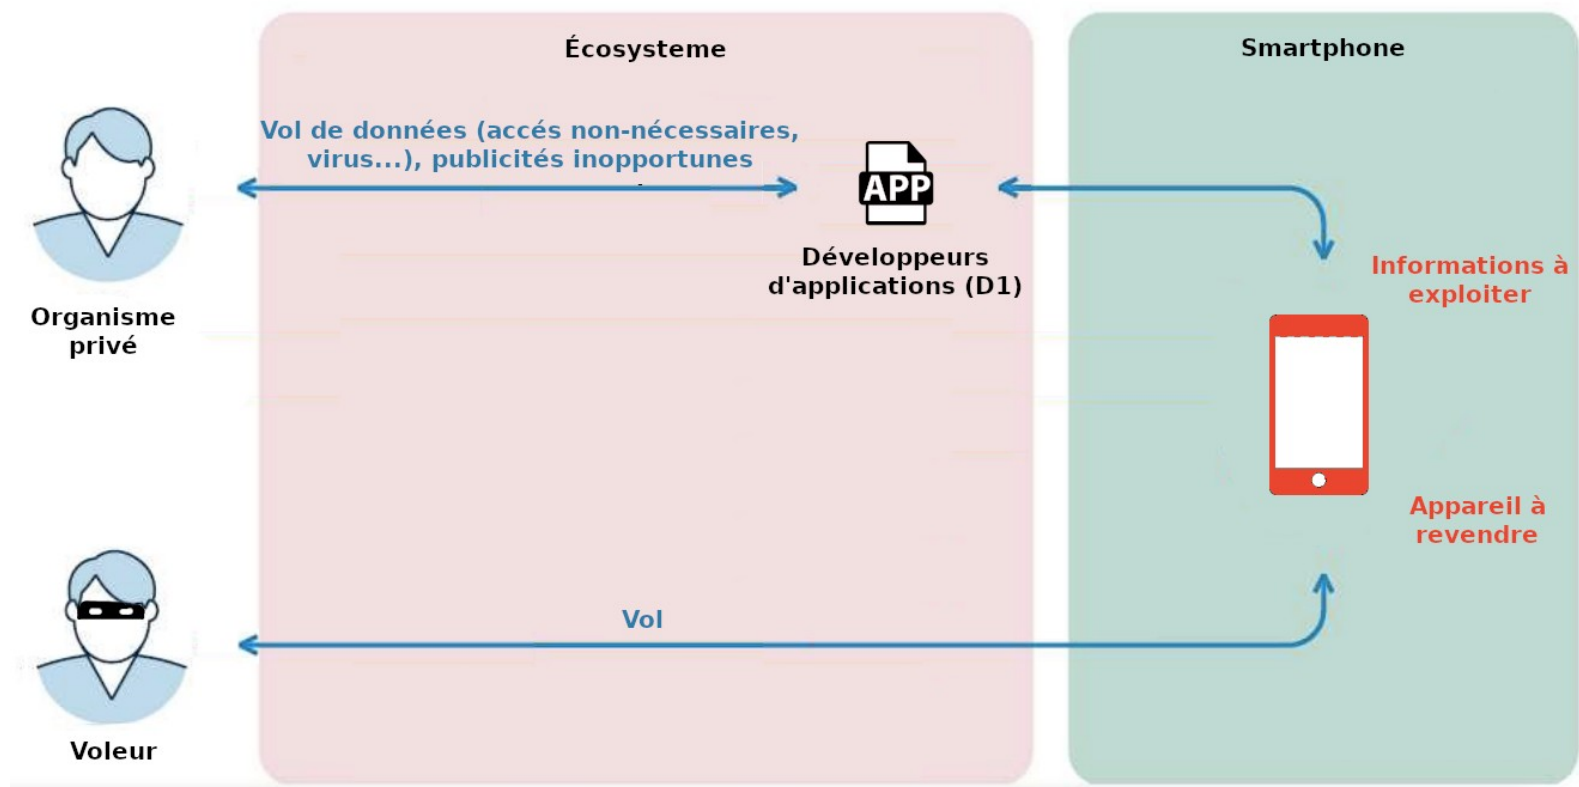 Écosysteme
Smartphone
Vol de données (accés non-nécessaires,
virus...), publicités inopportunes
APP
Développeurs
d'applications (D1)
Informations à
exploiter
Organisme
privé
Appareil à
revendre
Vol
Voleur